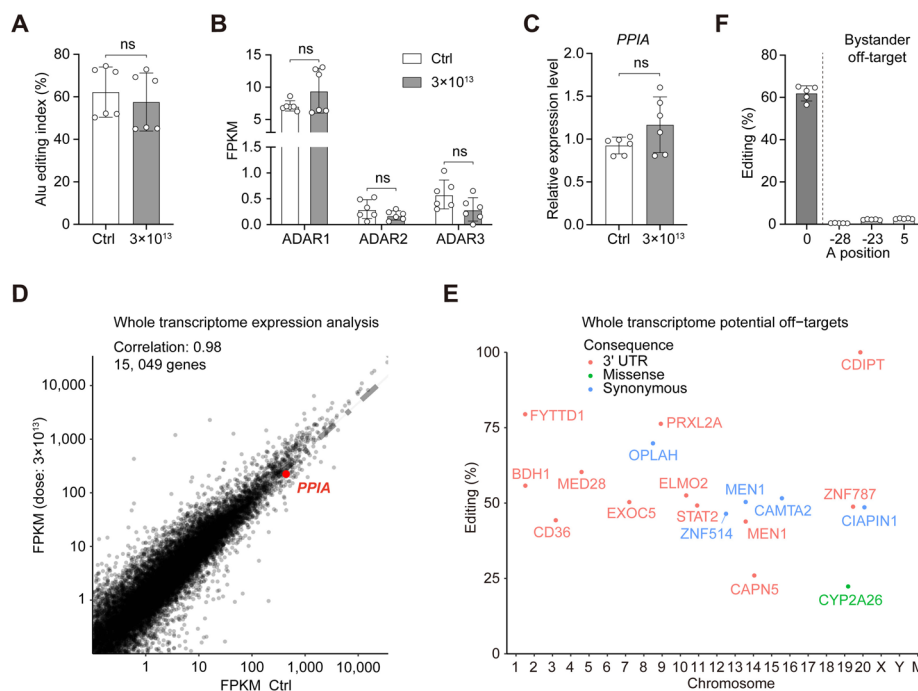 A
ns
Alu editing index (%)
80
60
40
20
0
Ctrl
3×10¹³
B
ns
Ctrl
3×10¹³
FPKM
15
10
5
0.5
0.0
ns
ns
ADAR1
ADAR2
ADAR3
C
PPIA
ns
Relative expression level
2.0
1.5
1.0
0.5
0.0
Ctrl
3×10¹³
F
Bystander
off-target
Editing (%)
80
60
40
20
0
0
-28
-23
5
A position
D
Whole transcriptome expression analysis
Correlation: 0.98
15, 049 genes
FPKM (dose: 3×10¹³)
10,000
1,000
100
10
1
PPIA
1
10
100
1,000
10,000
FPKM_Ctrl
E
Whole transcriptome potential off−targets
Consequence
3' UTR
Missense
Synonymous
Editing (%)
100
75
50
25
0
CDIPT
FYTTD1
PRXL2A
OPLAH
BDH1
MED28
ELMO2
MEN1
ZNF787
CD36
EXOC5
STAT2
CAMTA2
CIAPIN1
ZNF514
MEN1
CAPN5
CYP2A26
1 2 3 4 5 6 7 8 9 10 11 12 13 14 15 16 17 18 19 20 X Y M
Chromosome